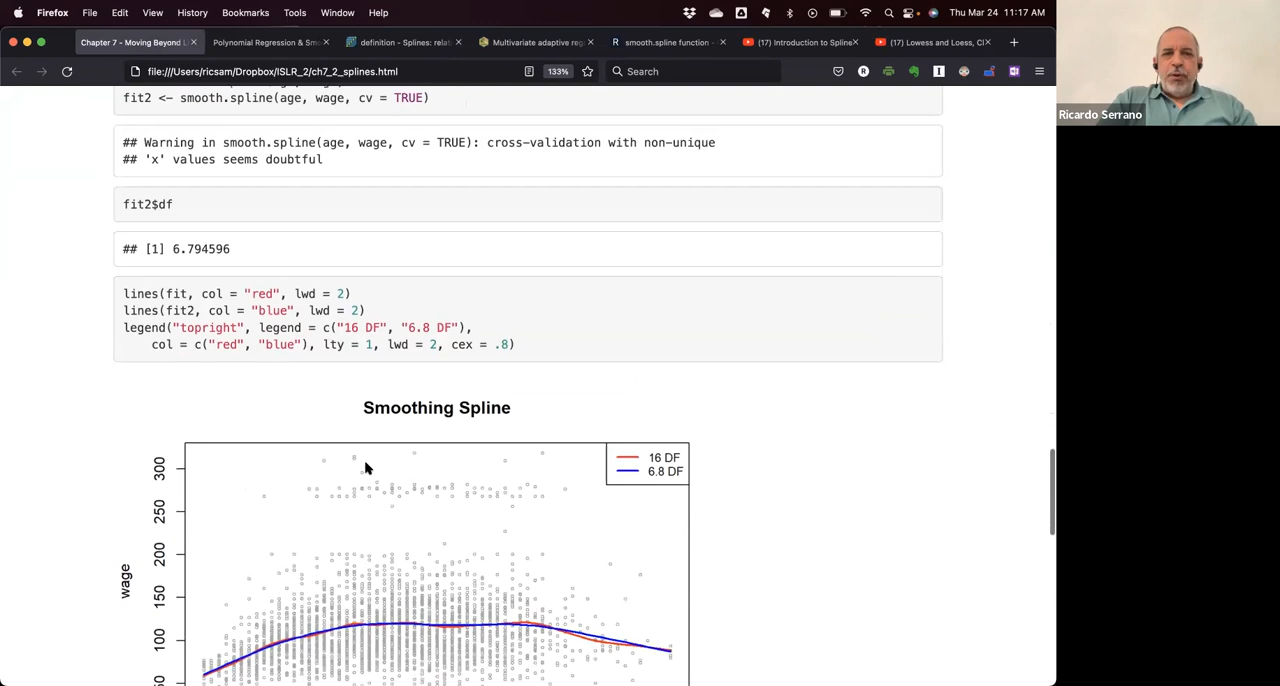 Firefox File Edit View History Bookmarks Tools Window Help Thu Mar 24 11:17 AM
Chapter 7 - Moving Beyond L Polynomial Regression & Smo definition - Splines: relat Multivariate adaptive reg smooth.spline function - (17) Introduction to Spline (17) Lowess and Loess, Cl
file:///Users/ricsam/Dropbox/ISLR_2/ch7_2_splines.html 133% Search
Ricardo Serrano
fit2 <- smooth.spline(age, wage, cv = TRUE)
## Warning in smooth.spline(age, wage, cv = TRUE): cross-validation with non-unique
## 'x' values seems doubtful
fit2$df
## [1] 6.794596
lines(fit, col = "red", lwd = 2)
lines(fit2, col = "blue", lwd = 2)
legend("topright", legend = c("16 DF", "6.8 DF"),
col = c("red", "blue"), lty = 1, lwd = 2, cex = .8)
Smoothing Spline
16 DF
6.8 DF
300
250
200
150
100
wage